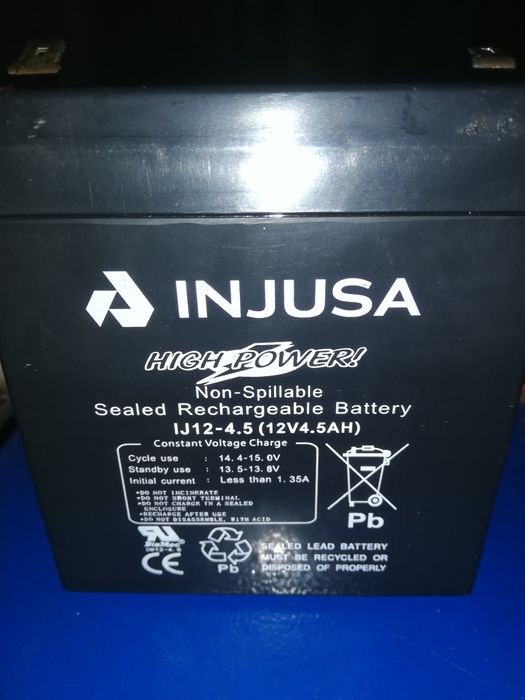 INJUSA
HIGH POWER!
Non-Spillable
Sealed Rechargeable Battery
IJ12-4.5 (12V4.5AH)
Constant Voltage Charge
Cycle use : 14.4-15.0V
Standby use : 13.5-13.8V
Initial current : Less than 1.35A
•DO NOT INCINERATE
•DO NOT SHORT TERMINAL
•DO NOT CHARGE IN A SEALED
ENCLOSURE
•RECHARGE AFTER USE
•DO NOT DISASSEMBLE, WITH ACID
Pb
CE
Pb
SEALED LEAD BATTERY
MUST BE RECYCLED OR
DISPOSED OF PROPERLY